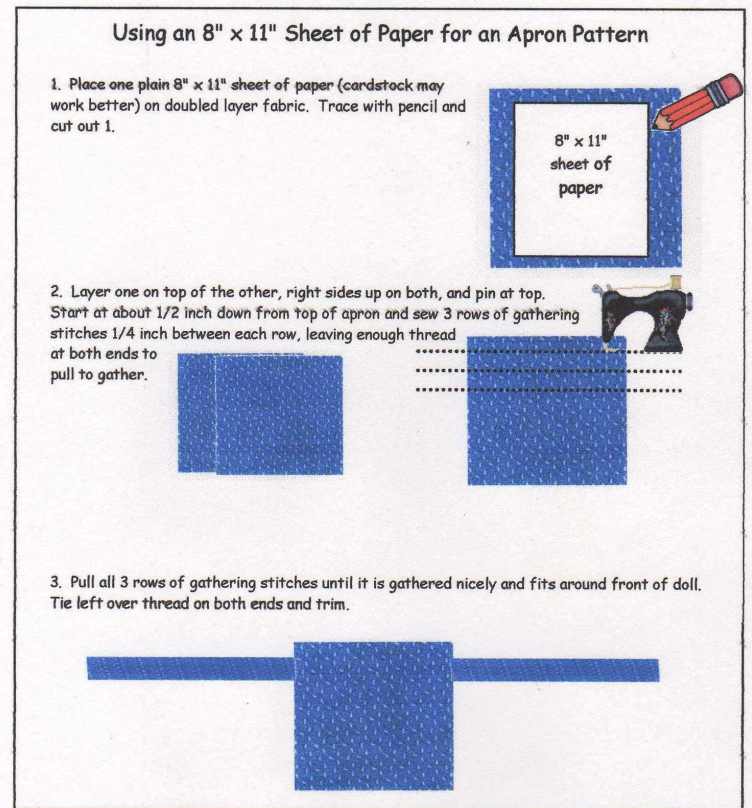 Using an 8" x 11" Sheet of Paper for an Apron Pattern
1. Place one plain 8" x 11" sheet of paper (cardstock may
work better) on doubled layer fabric. Trace with pencil and
cut out 1.
8" x 11"
sheet of
paper
2. Layer one on top of the other, right sides up on both, and pin at top.
Start at about 1/2 inch down from top of apron and sew 3 rows of gathering
stitches 1/4 inch between each row, leaving enough thread
at both ends to
pull to gather.
3. Pull all 3 rows of gathering stitches until it is gathered nicely and fits around front of doll.
Tie left over thread on both ends and trim.